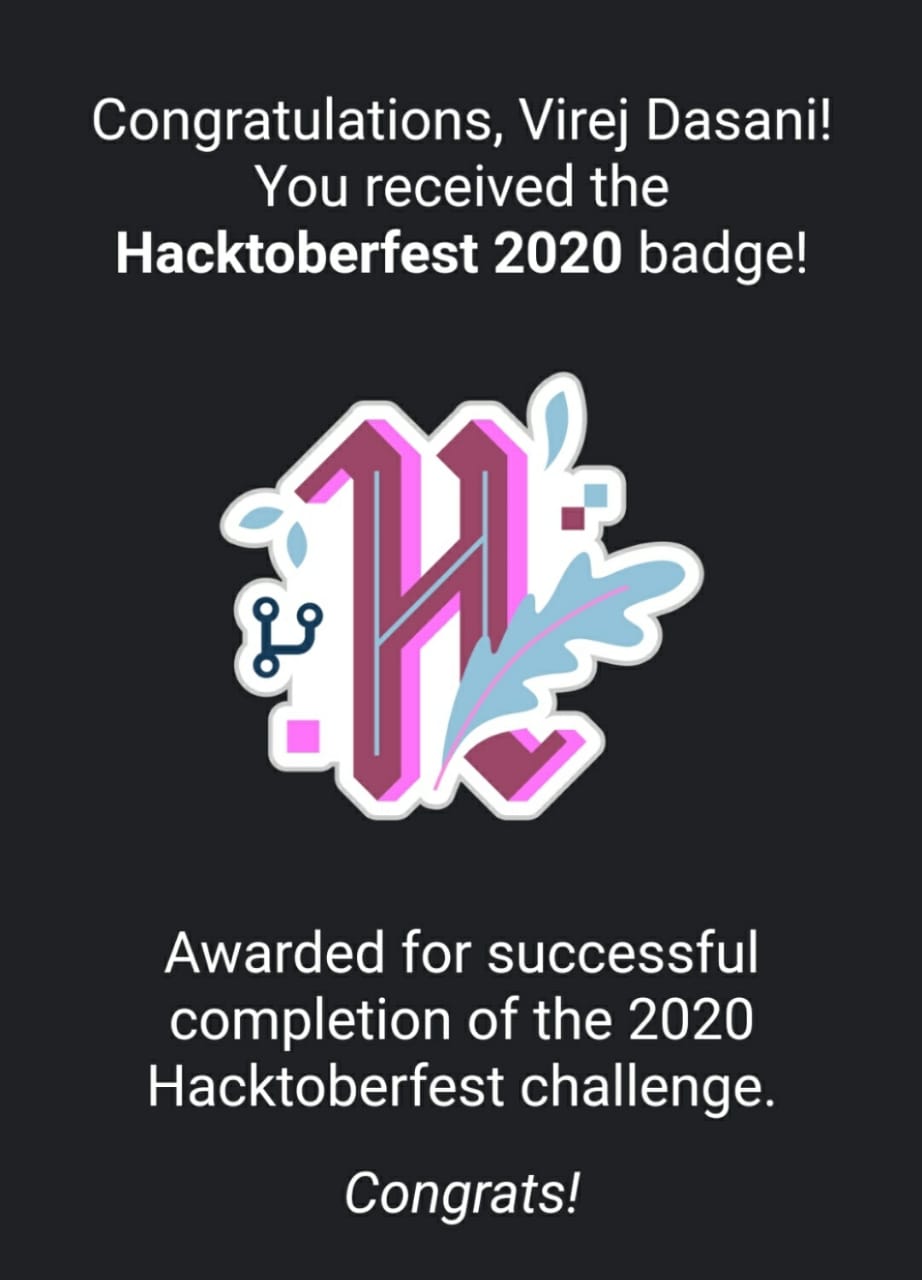 Congratulations, Virej Dasani!
You received the
Hacktoberfest 2020 badge!
Awarded for successful
completion of the 2020
Hacktoberfest challenge.
Congrats!